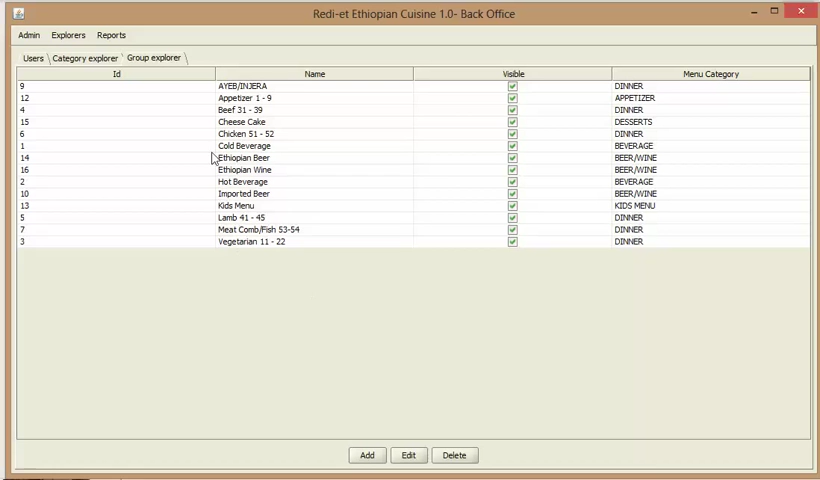 Redi-et Ethiopian Cuisine 1.0- Back Office
Admin Explorers Reports
Users Category explorer Group explorer
Id Name Visible Menu Category
9 AYEB/INJERA DINNER
12 Appetizer 1 - 9 APPETIZER
4 Beef 31 - 39 DINNER
15 Cheese Cake DESSERTS
6 Chicken 51 - 52 DINNER
1 Cold Beverage BEVERAGE
14 Ethiopian Beer BEER/WINE
16 Ethiopian Wine BEER/WINE
2 Hot Beverage BEVERAGE
10 Imported Beer BEER/WINE
13 Kids Menu KIDS MENU
5 Lamb 41 - 45 DINNER
7 Meat Comb/Fish 53-54 DINNER
3 Vegetarian 11 - 22 DINNER
Add Edit Delete